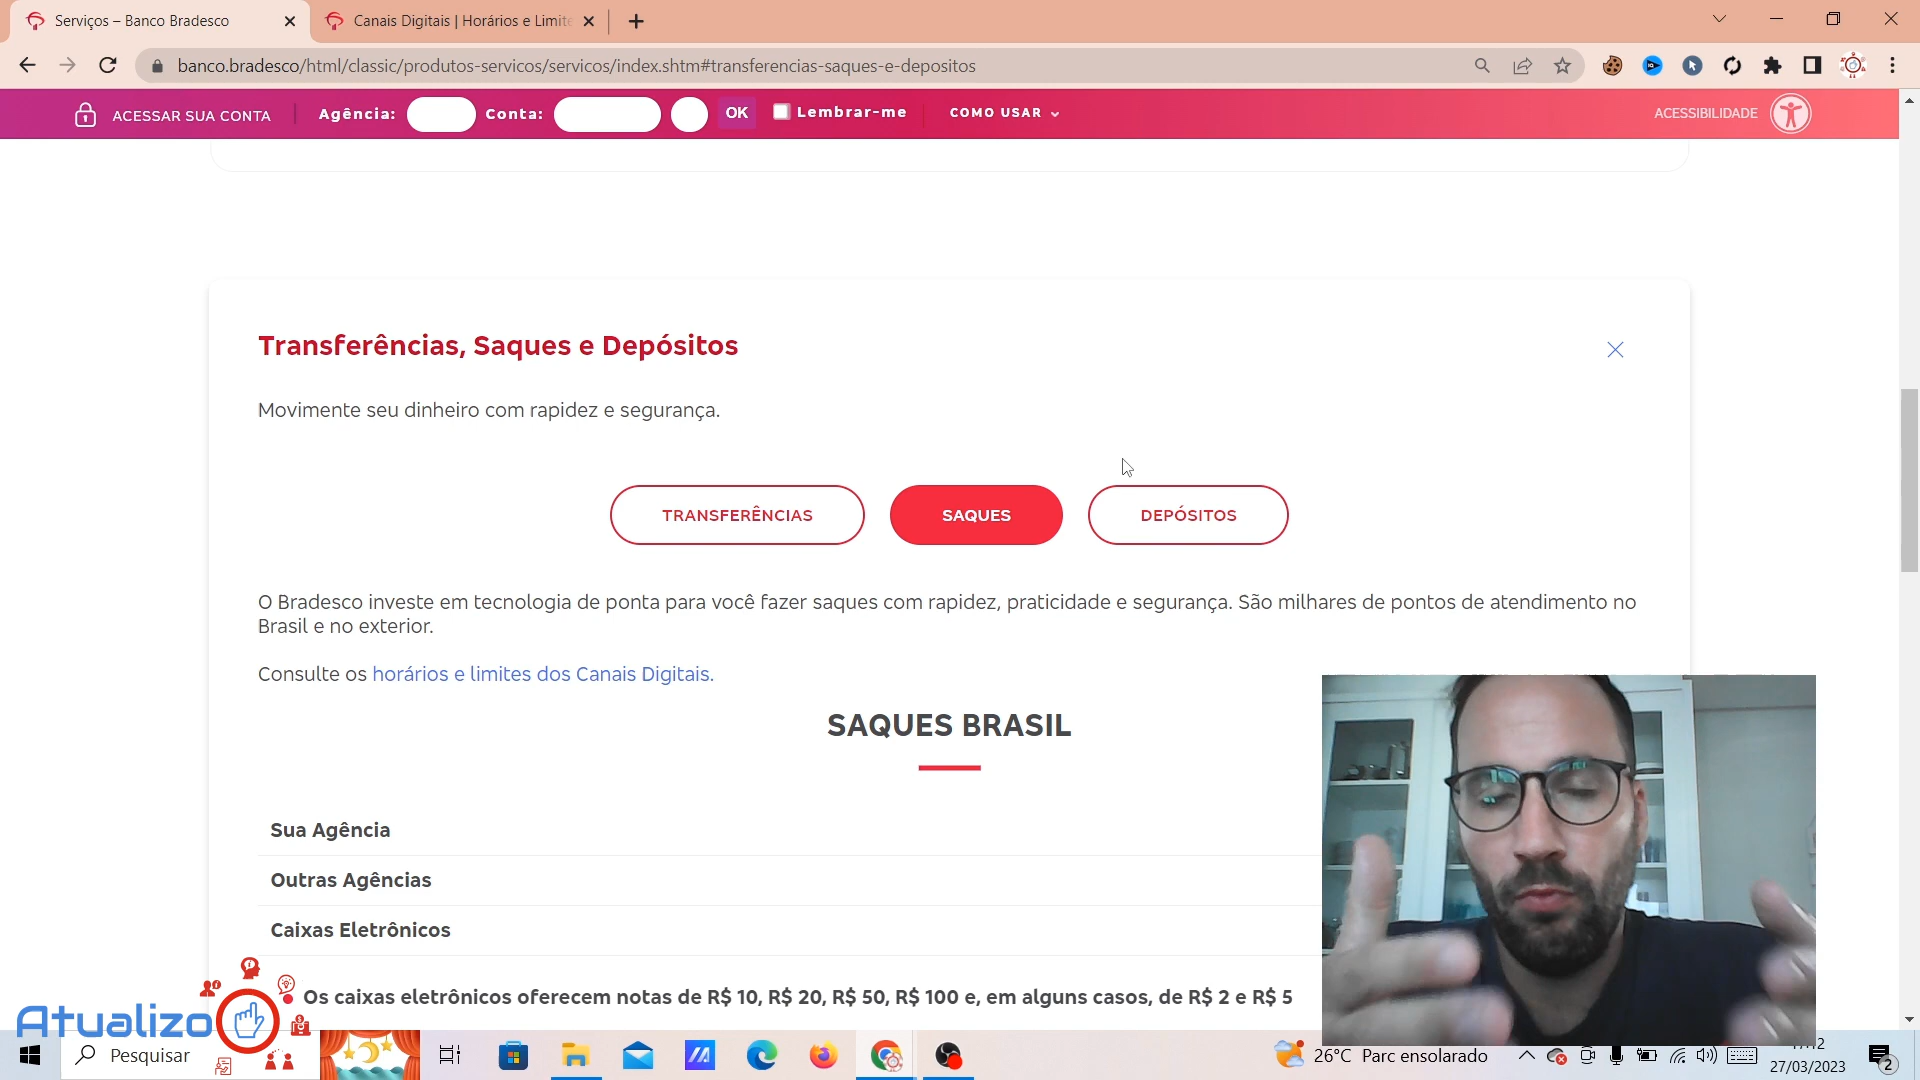 Serviços – Banco Bradesco
Canais Digitais | Horários e Limite
banco.bradesco/html/classic/produtos-servicos/servicos/index.shtm#transferencias-saques-e-depositos
ACESSAR SUA CONTA
Agência:
Conta:
OK
Lembrar-me
COMO USAR
ACESSIBILIDADE
Transferências, Saques e Depósitos
Movimente seu dinheiro com rapidez e segurança.
TRANSFERÊNCIAS
SAQUES
DEPÓSITOS
O Bradesco investe em tecnologia de ponta para você fazer saques com rapidez, praticidade e segurança. São milhares de pontos de atendimento no
Brasil e no exterior.
Consulte os horários e limites dos Canais Digitais.
SAQUES BRASIL
Sua Agência
Outras Agências
Caixas Eletrônicos
Os caixas eletrônicos oferecem notas de R$ 10, R$ 20, R$ 50, R$ 100 e, em alguns casos, de R$ 2 e R$ 5
Atualizo
Pesquisar
26°C Parc ensolarado
27/03/2023
2